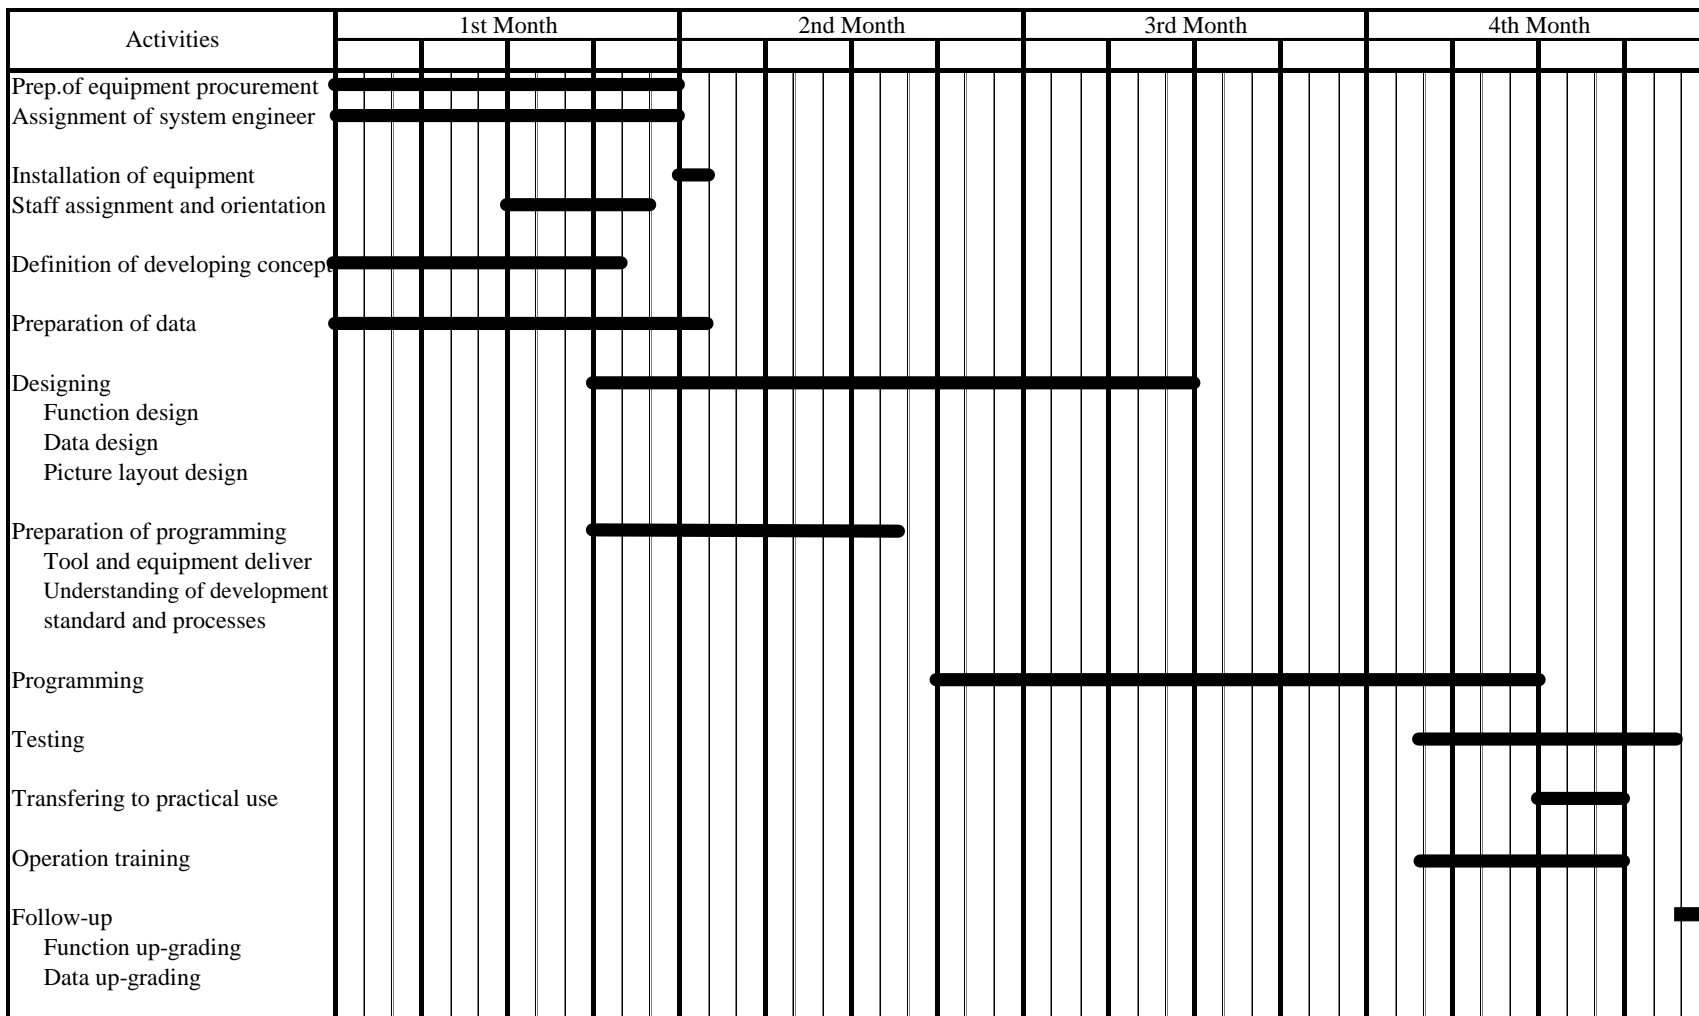 Activities
1st Month
2nd Month
3rd Month
4th Month
Prep.of equipment procurement
Assignment of system engineer
Installation of equipment
Staff assignment and orientation
Definition of developing concept
Preparation of data
Designing
Function design
Data design
Picture layout design
Preparation of programming
Tool and equipment deliver
Understanding of development
standard and processes
Programming
Testing
Transfering to practical use
Operation training
Follow-up
Function up-grading
Data up-grading